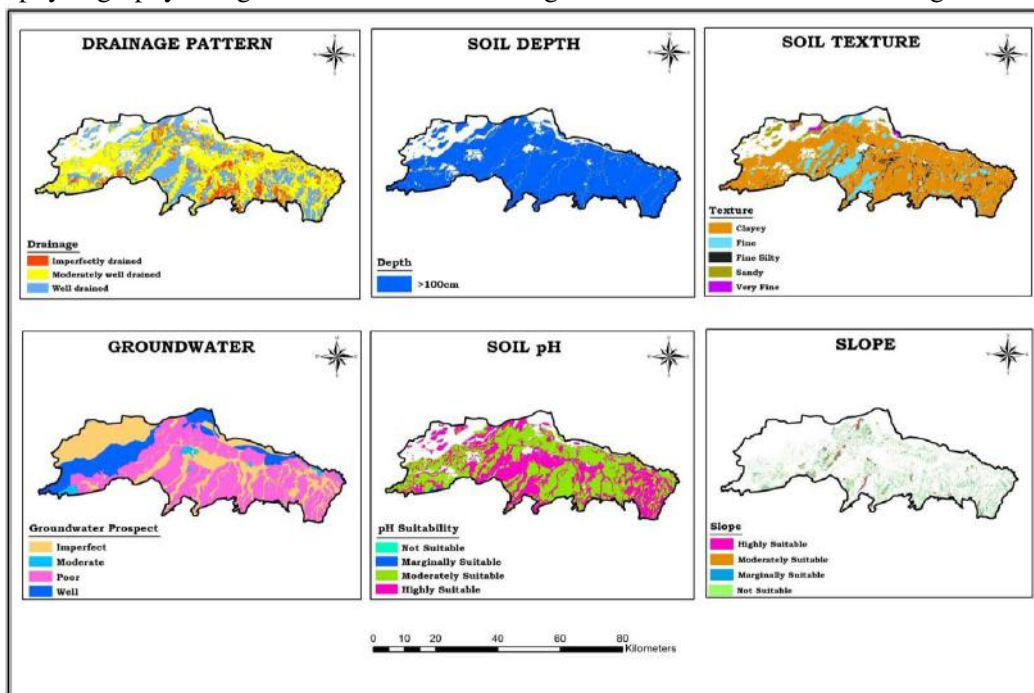 DRAINAGE PATTERN
Drainage
Imperfectly drained
Moderately well drained
Well drained
SOIL DEPTH
Depth
>100cm
SOIL TEXTURE
Texture
Clayey
Fine
Fine Silty
Sandy
Very Fine
GROUNDWATER
Groundwater Prospect
Imperfect
Moderate
Poor
Well
SOIL pH
pH Suitability
Not Suitable
Marginally Suitable
Moderately Suitable
Highly Suitable
SLOPE
Slope
Highly Suitable
Moderately Suitable
Marginally Suitable
Not Suitable
0 5 10 20 40 60 80
Kilometers